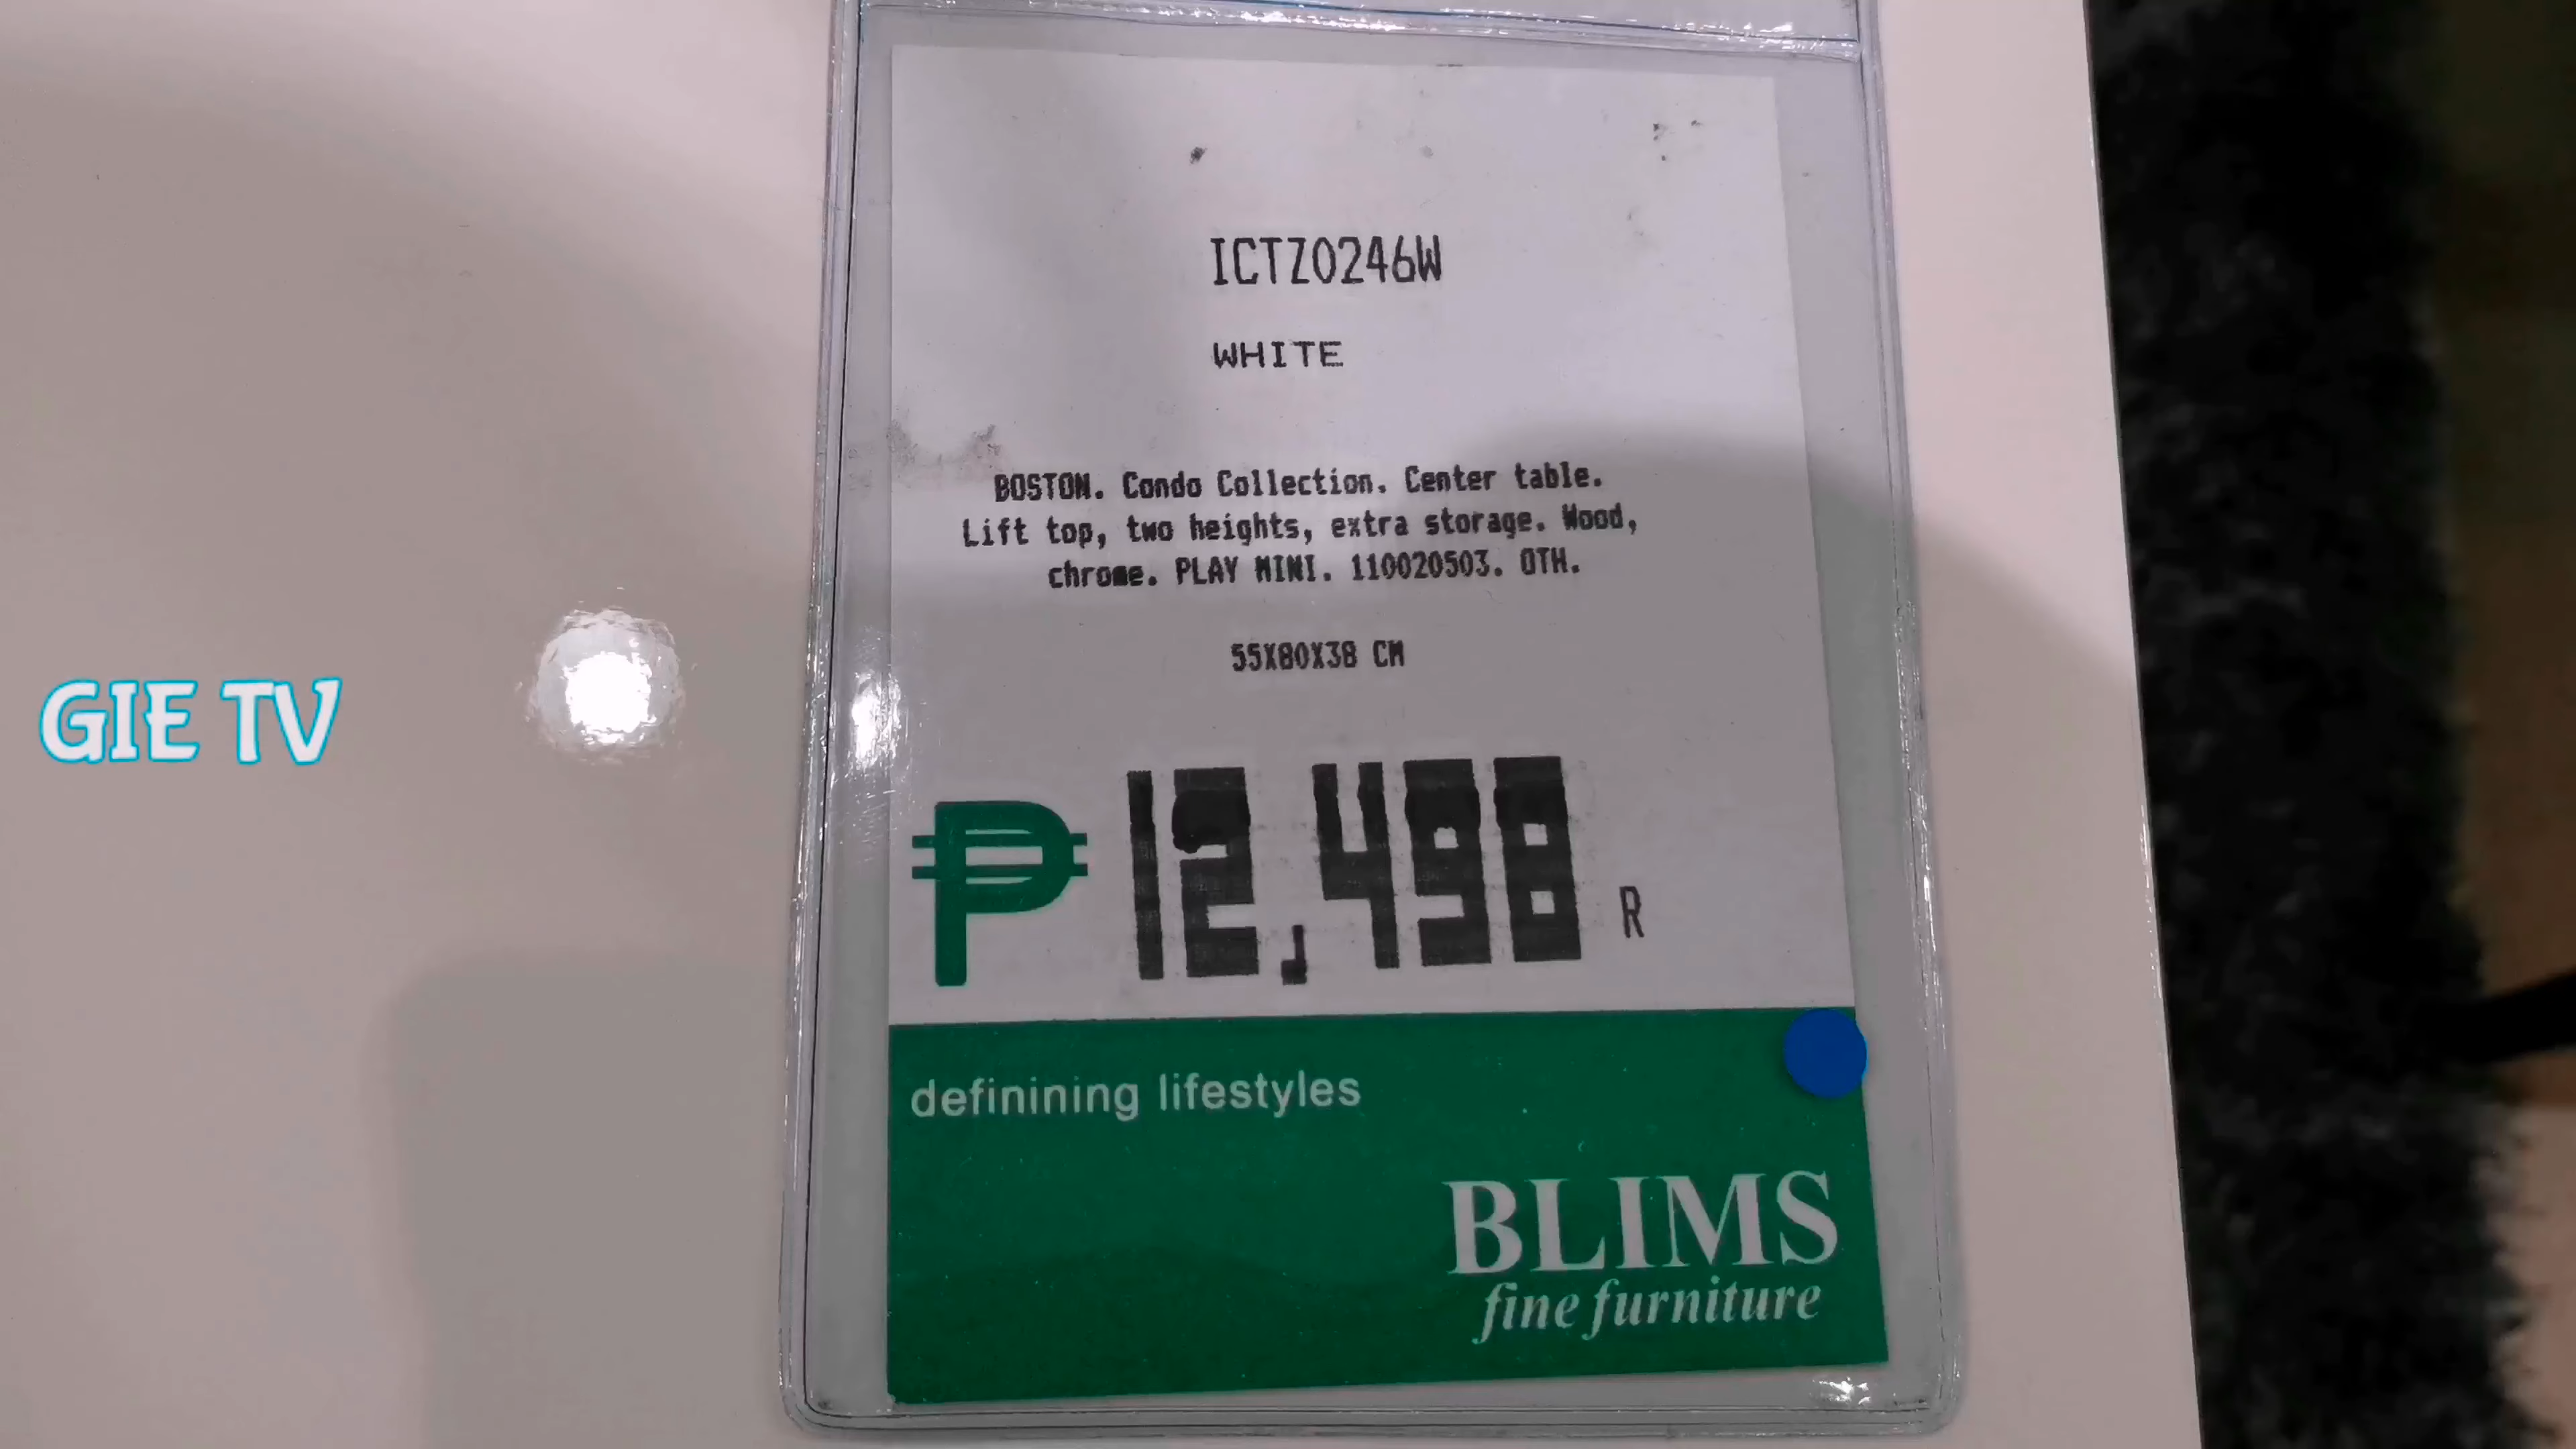 ICTZ0246W
WHITE
BOSTON. Condo Collection. Center table.
Lift top, two heights, extra storage. Wood,
chrome. PLAY MINI. 110020503. OTH.
55X80X38 CM
GIE TV
₱ 12,498 R
definining lifestyles
BLIMS
fine furniture